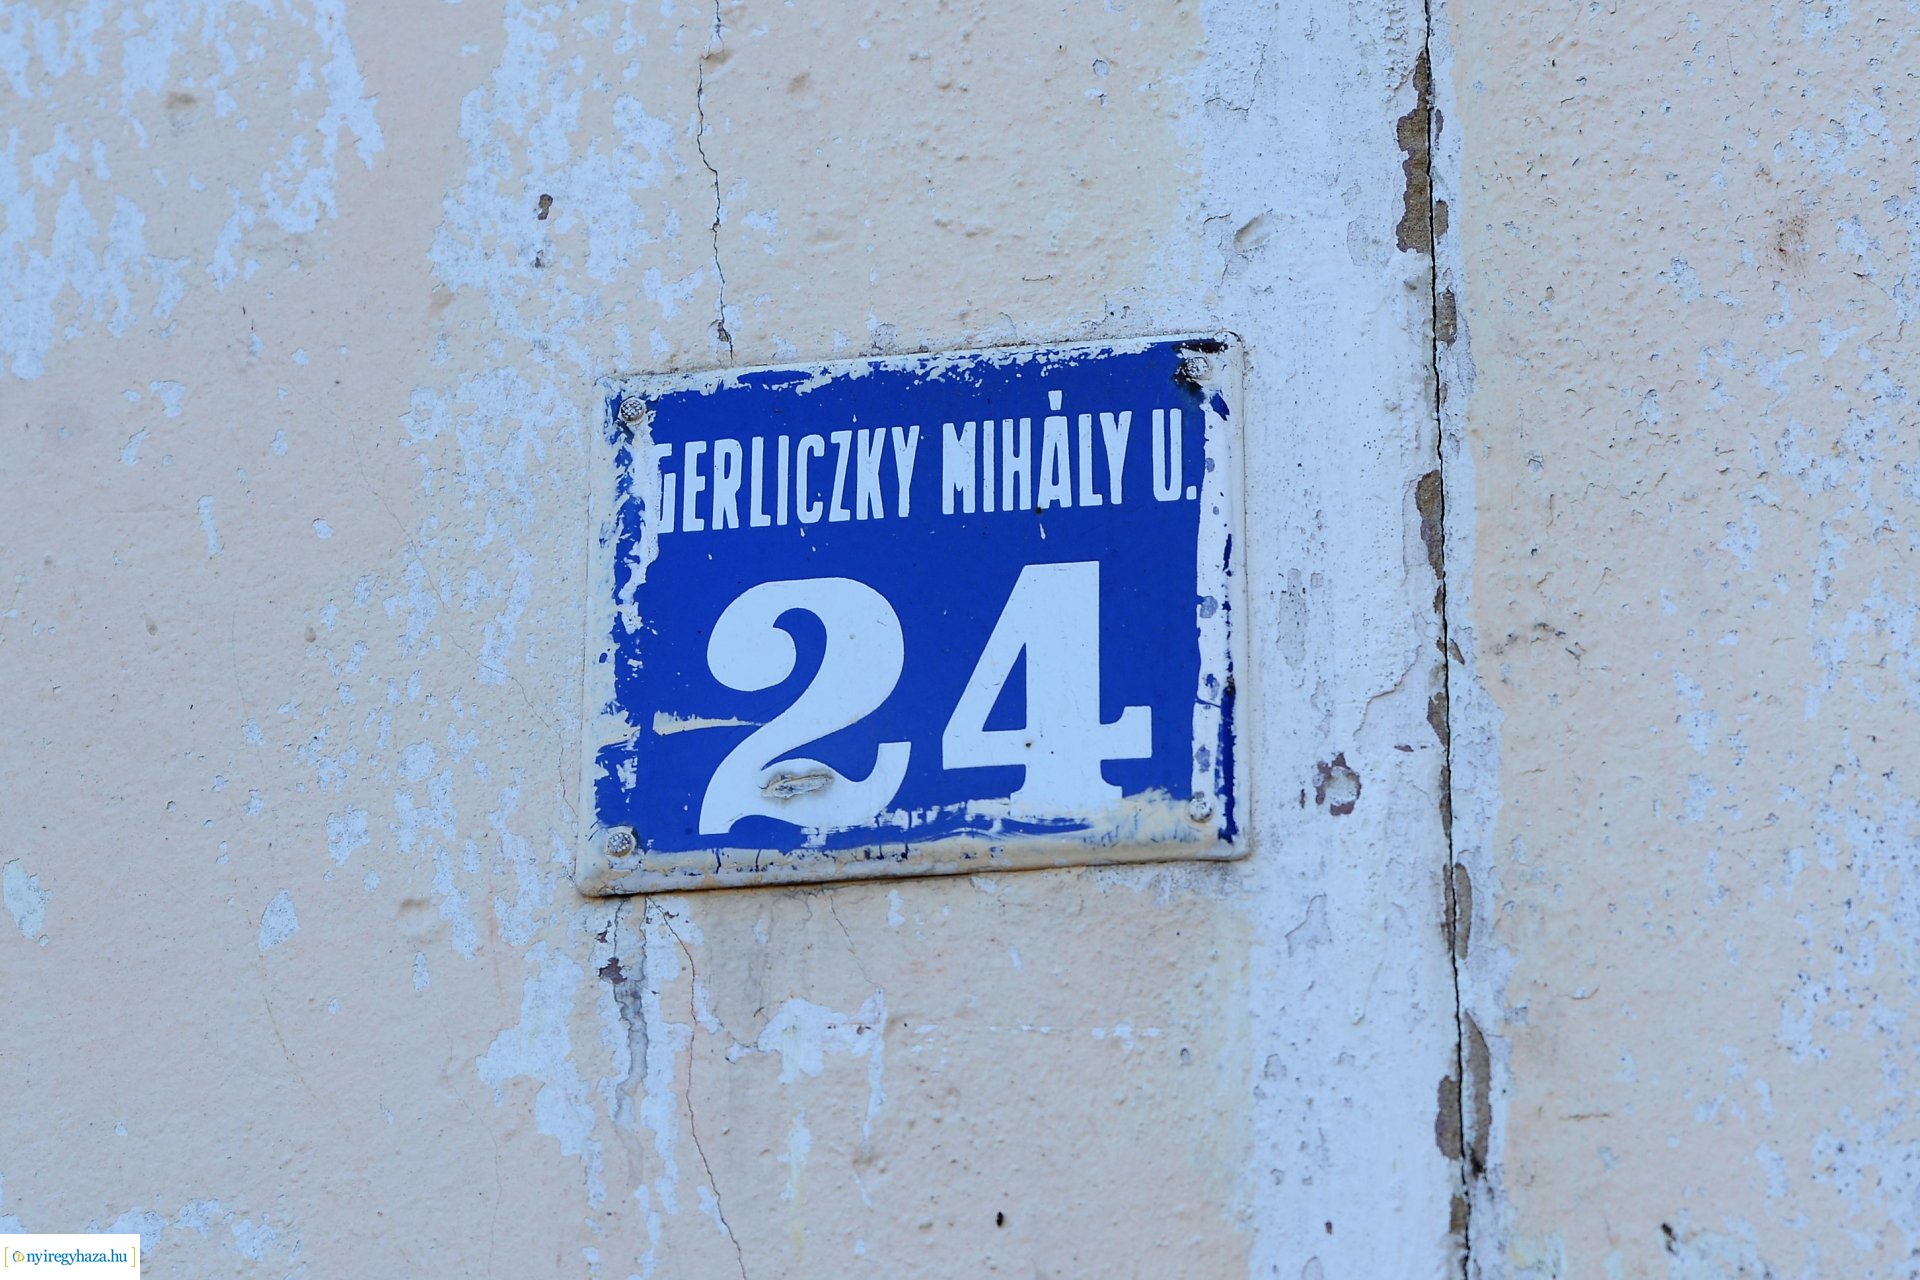 GERLICZKY MIHÁLY U.
24
nyiregyhaza.hu